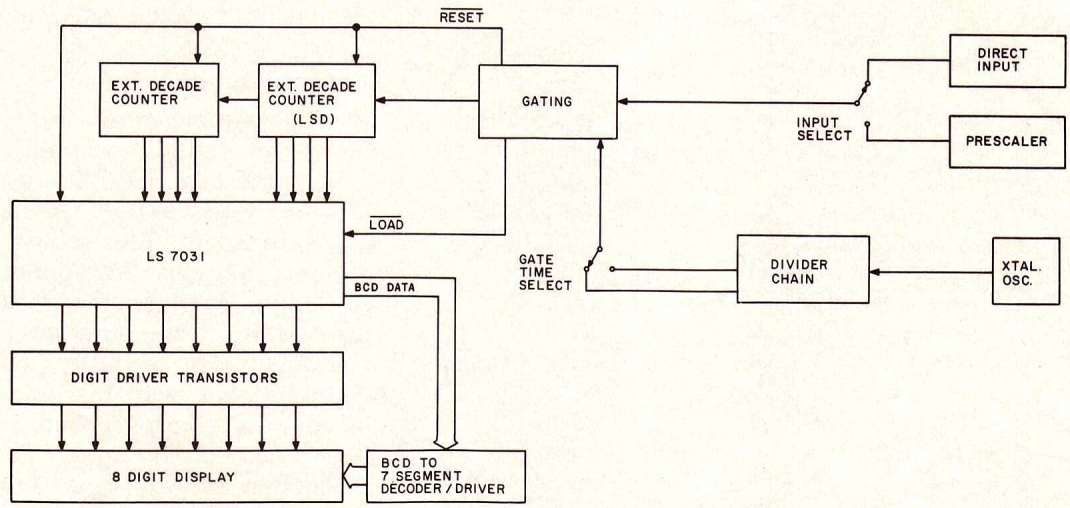 RESET
EXT. DECADE
COUNTER
EXT. DECADE
COUNTER
(LSD)
GATING
DIRECT
INPUT
INPUT
SELECT
PRESCALER
LOAD
LS 7031
BCD DATA
GATE
TIME
SELECT
DIVIDER
CHAIN
XTAL.
OSC.
DIGIT DRIVER TRANSISTORS
8 DIGIT DISPLAY
BCD TO
7 SEGMENT
DECODER / DRIVER